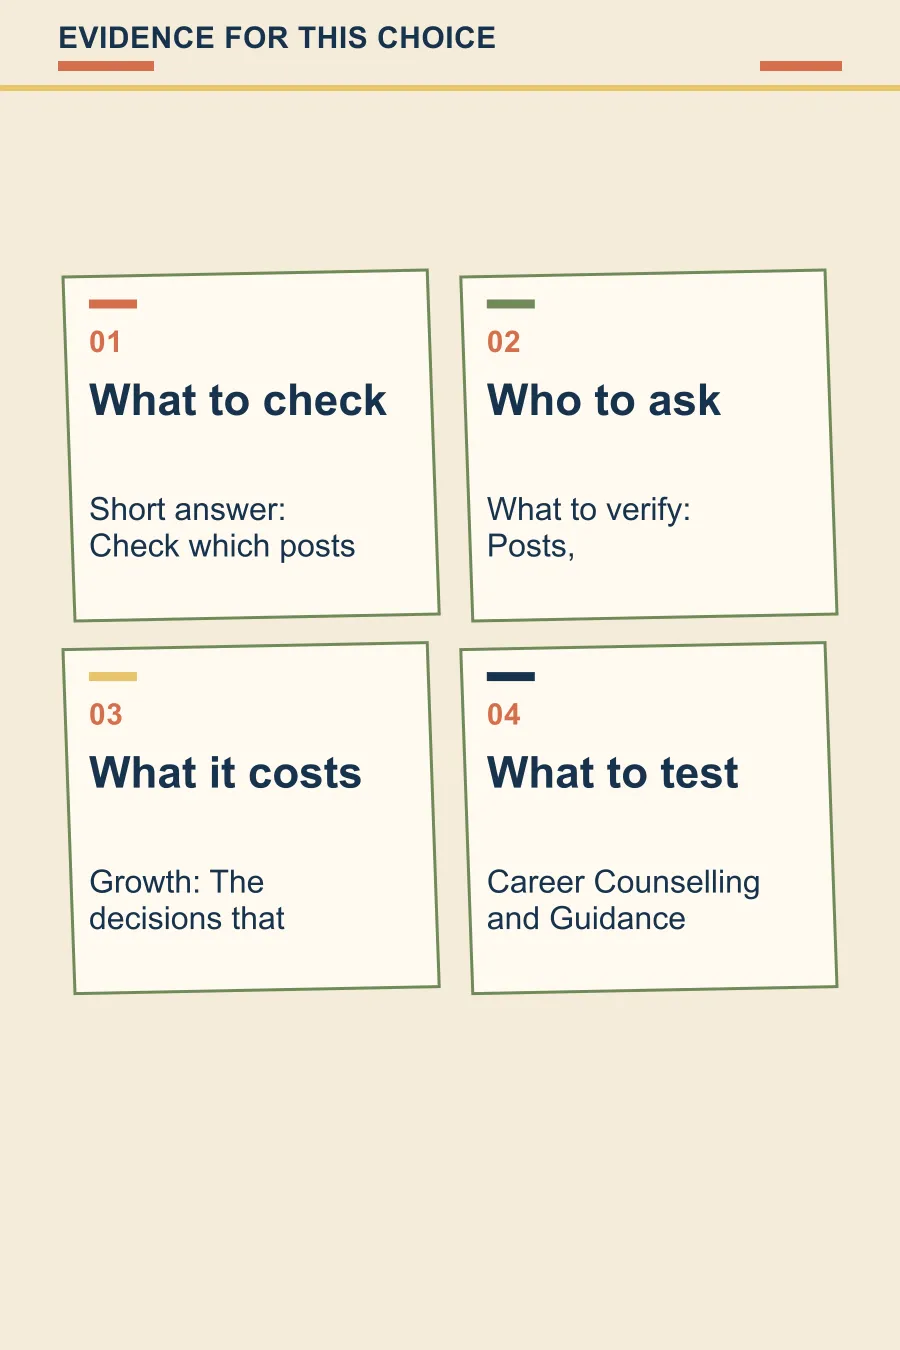 EVIDENCE FOR THIS CHOICE
01
What to check
Short answer:
Check which posts
02
Who to ask
What to verify:
Posts,
03
What it costs
Growth: The
decisions that
04
What to test
Career Counselling
and Guidance